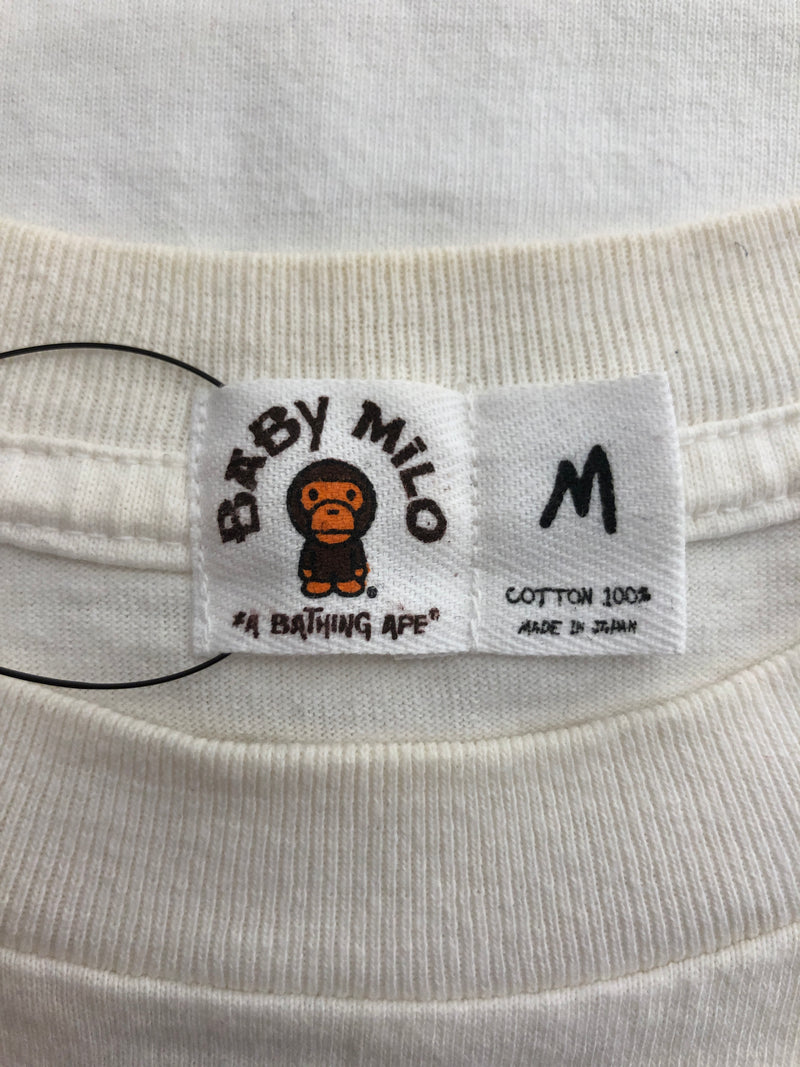 BABY MiLO
®
"A BATHING APE"
M
COTTON 100%
MADE IN JAPAN